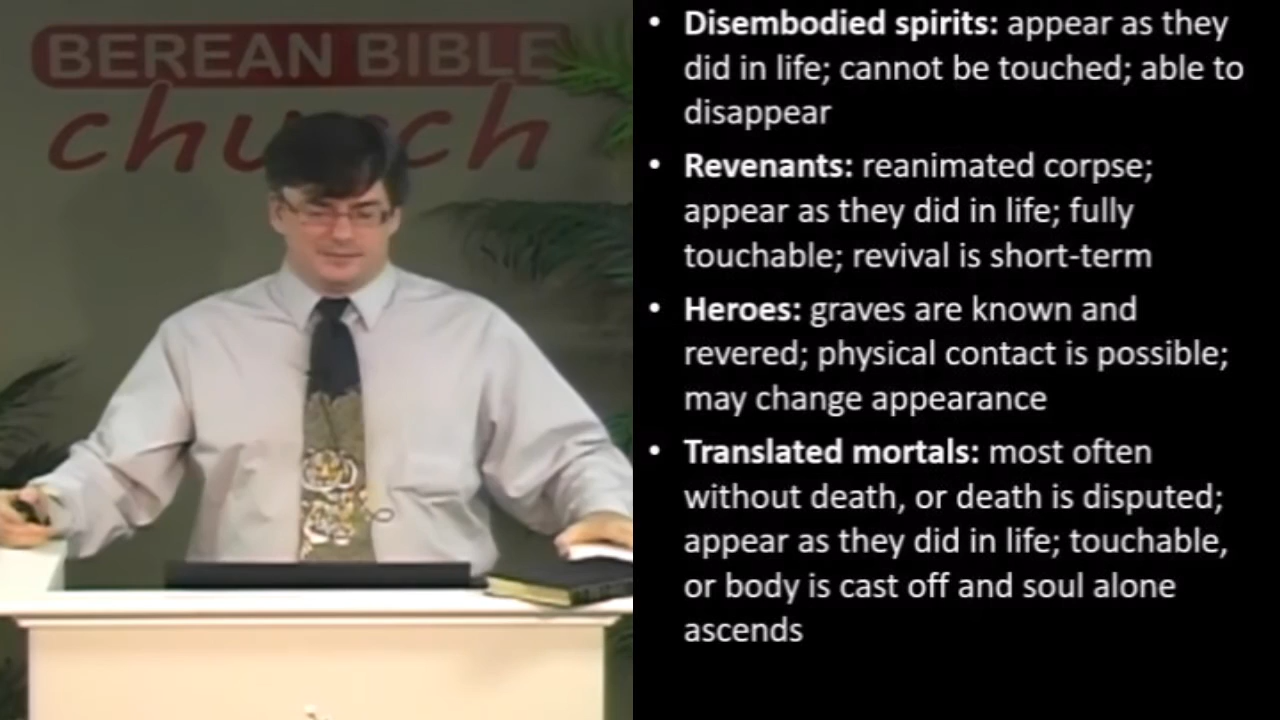 BEREAN BIBLE
church
• Disembodied spirits: appear as they
did in life; cannot be touched; able to
disappear
• Revenants: reanimated corpse;
appear as they did in life; fully
touchable; revival is short-term
• Heroes: graves are known and
revered; physical contact is possible;
may change appearance
• Translated mortals: most often
without death, or death is disputed;
appear as they did in life; touchable,
or body is cast off and soul alone
ascends